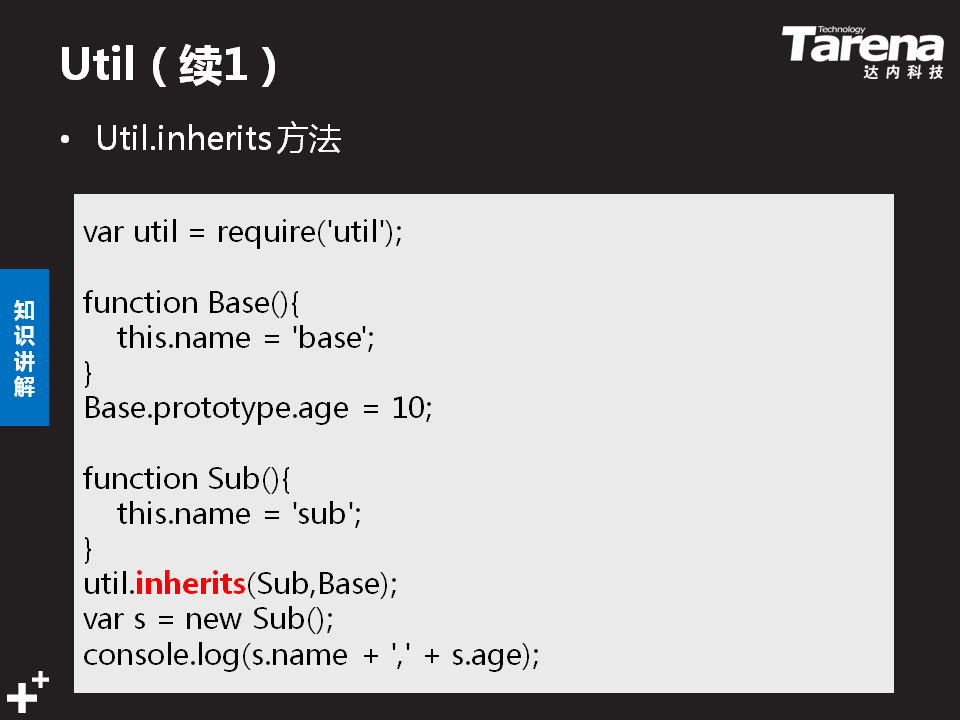 Util（续1）
Technology
Tarena
达内科技
• Util.inherits方法
var util = require('util');
function Base(){
    this.name = 'base';
}
Base.prototype.age = 10;
function Sub(){
    this.name = 'sub';
}
util.inherits(Sub,Base);
var s = new Sub();
console.log(s.name + ',' + s.age);
知识讲解